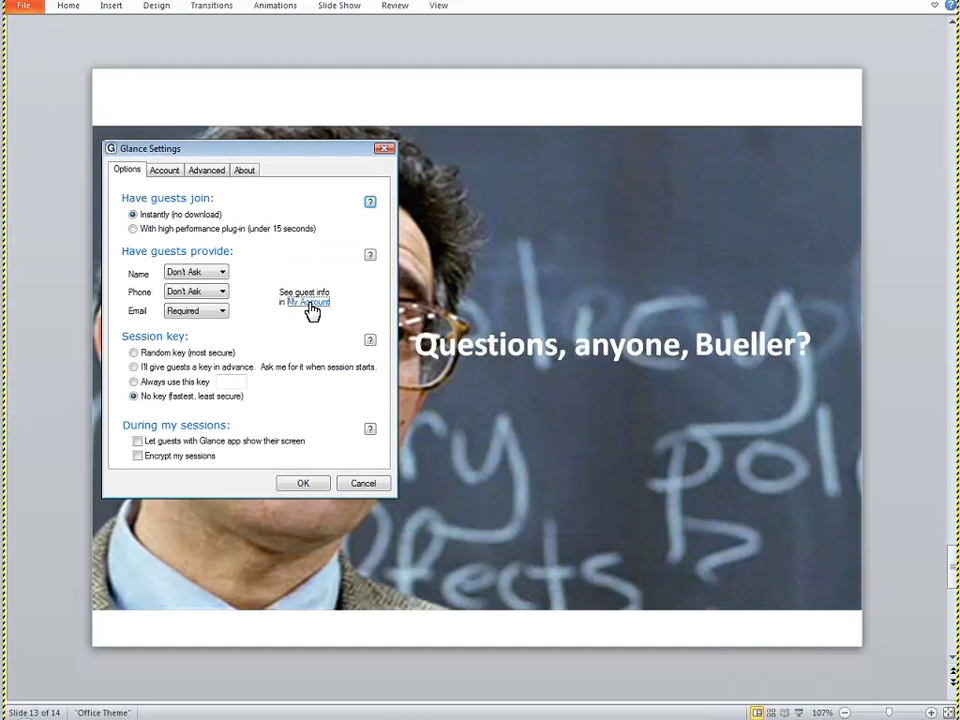 File Home Insert Design Transitions Animations Slide Show Review View
G Glance Settings
Options Account Advanced About
Have guests join: ?
Instantly (no download)
With high performance plug-in (under 15 seconds)
Have guests provide: ?
Name Don't Ask
Phone Don't Ask
Email Required
See guest info
in My Account
Session key: ?
Random key (most secure)
I'll give guests a key in advance. Ask me for it when session starts.
Always use this key
No key (fastest, least secure)
During my sessions: ?
Let guests with Glance app show their screen
Encrypt my sessions
OK Cancel
Questions, anyone, Bueller?
Slide 13 of 14 "Office Theme" 107%